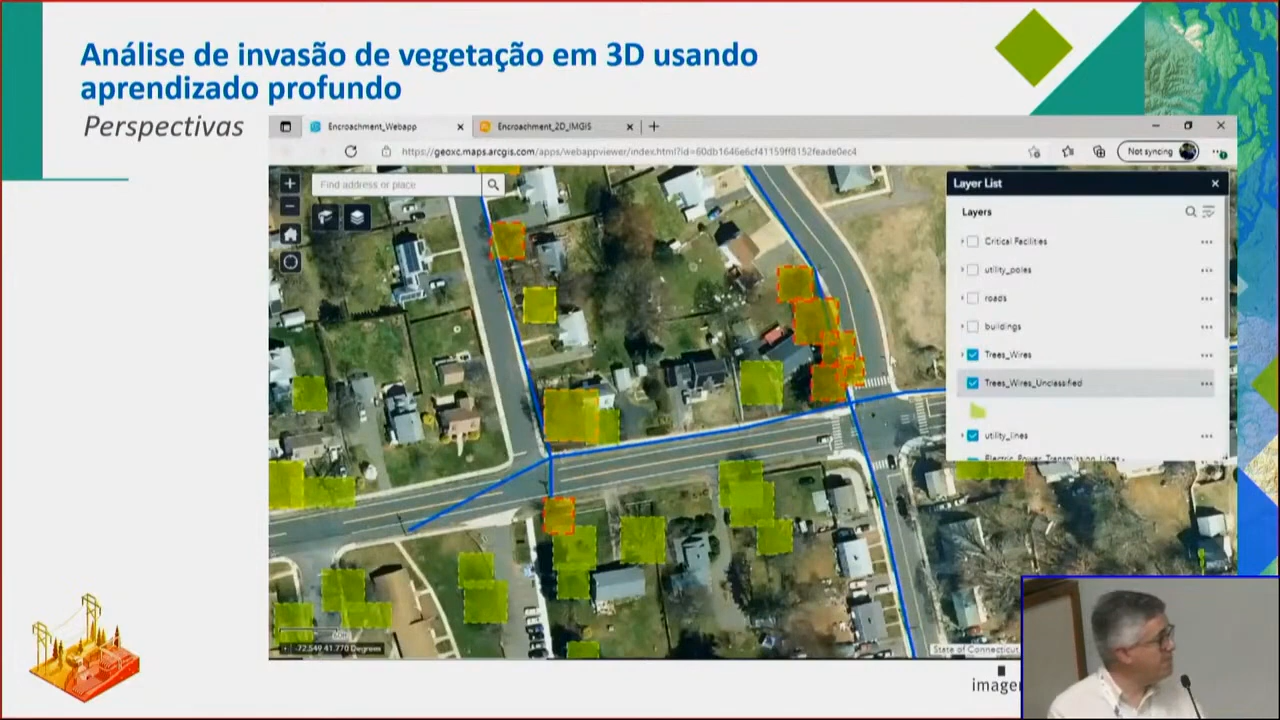 Análise de invasão de vegetação em 3D usando
aprendizado profundo
Perspectivas
Encroachment_Webapp
Encroachment_2D_IMGIS
https://geoxc.maps.arcgis.com/apps/webappviewer/index.html?id=60db1646e6cf41159ff8152feade0ec4
Not syncing
Find address or place
Layer List
Layers
Critical Facilities
utility_poles
roads
buildings
Trees_Wires
Trees_Wires_Unclassified
utility_lines
Electric_Power_Transmission_Lines
-72.549 41.770 Degrees
State of Connecticut
image